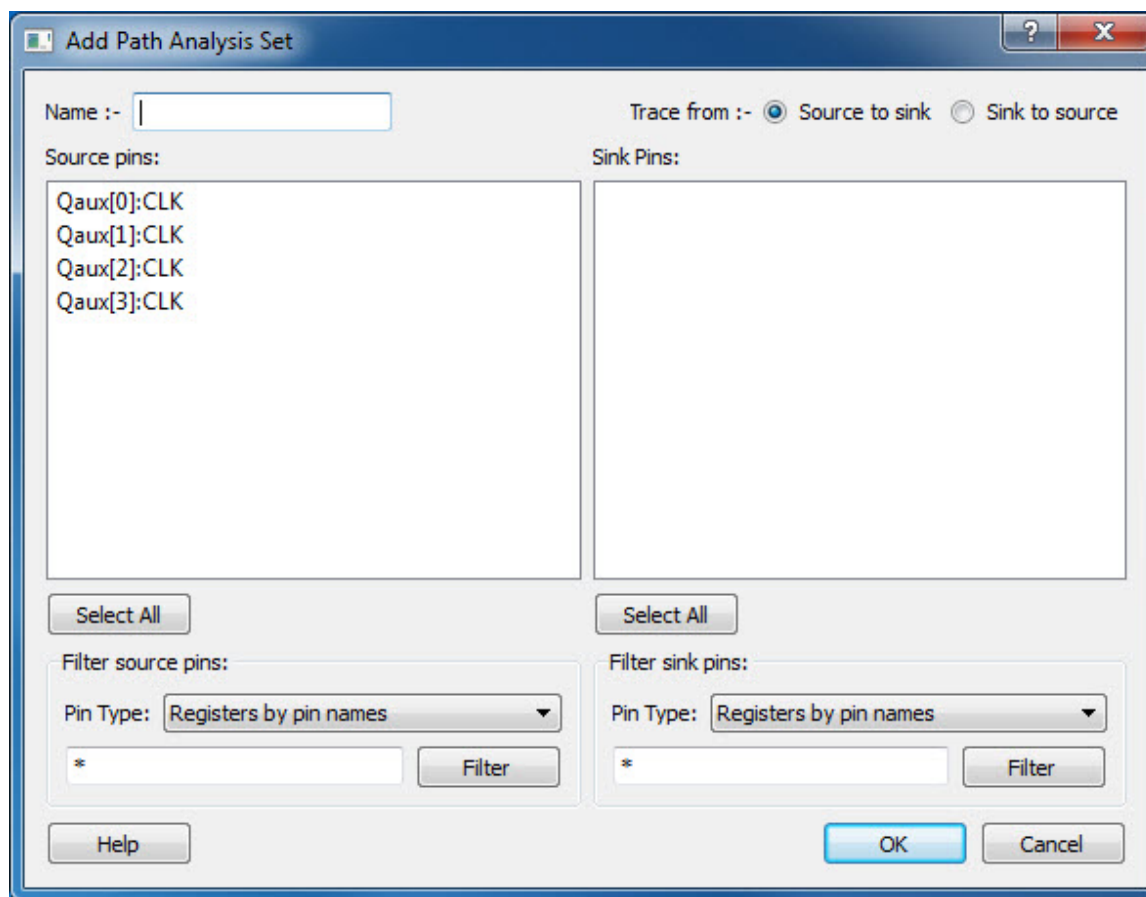 Add Path Analysis Set
?
Name :-
Trace from :- Source to sink Sink to source
Source pins:
Sink Pins:
Qaux[0]:CLK
Qaux[1]:CLK
Qaux[2]:CLK
Qaux[3]:CLK
Select All
Select All
Filter source pins:
Pin Type: Registers by pin names
*
Filter
Filter sink pins:
Pin Type: Registers by pin names
*
Filter
Help
OK
Cancel